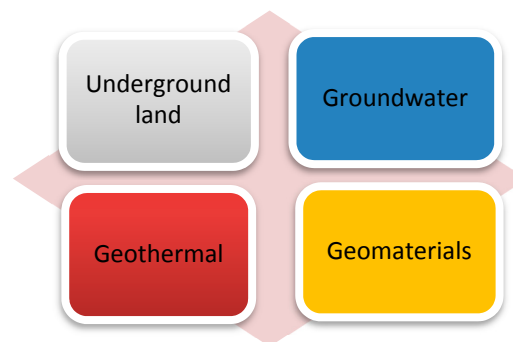 Underground
land
Groundwater
Geothermal
Geomaterials